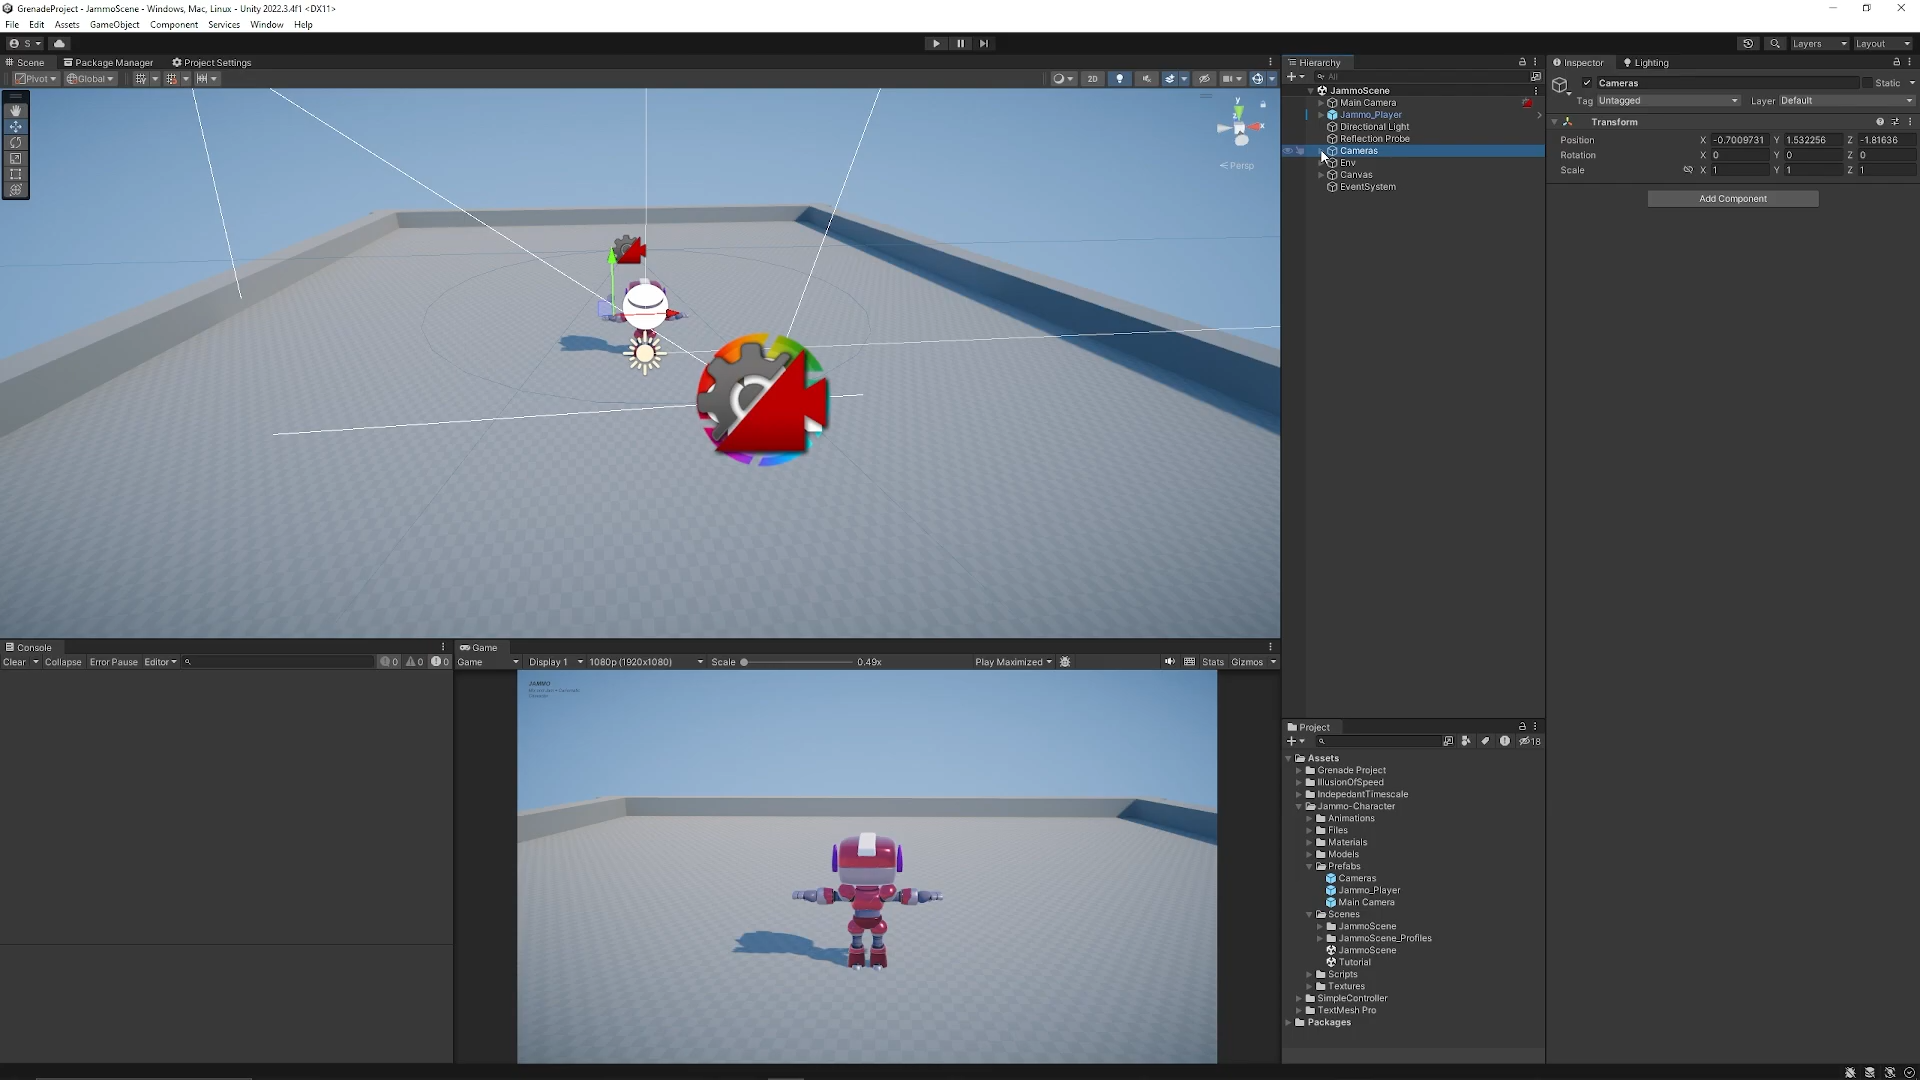 GrenadeProject - JammoScene - Windows, Mac, Linux - Unity 2022.3.4f1 <DX11>
File Edit Assets GameObject Component Services Window Help
S Layers Layout
Scene Package Manager Project Settings
Pivot Global 2D
y
x
z
Persp
Hierarchy
All
JammoScene
Main Camera
Jammo_Player
Directional Light
Reflection Probe
Cameras
Env
Canvas
EventSystem
Inspector Lighting
Cameras Static
Tag Untagged Layer Default
Transform
Position X -0.7009731 Y 1.532256 Z -1.81636
Rotation X 0 Y 0 Z 0
Scale X 1 Y 1 Z 1
Add Component
Console
Clear Collapse Error Pause Editor 0 0 0
Game
Game Display 1 1080p (1920x1080) Scale 0.49x Play Maximized Stats Gizmos
JAMMO
Project
18
Assets
Grenade Project
IllusionOfSpeed
IndepedantTimescale
Jammo-Character
Animations
Files
Materials
Models
Prefabs
Cameras
Jammo_Player
Main Camera
Scenes
JammoScene
JammoScene_Profiles
JammoScene
Tutorial
Scripts
Textures
SimpleController
TextMesh Pro
Packages